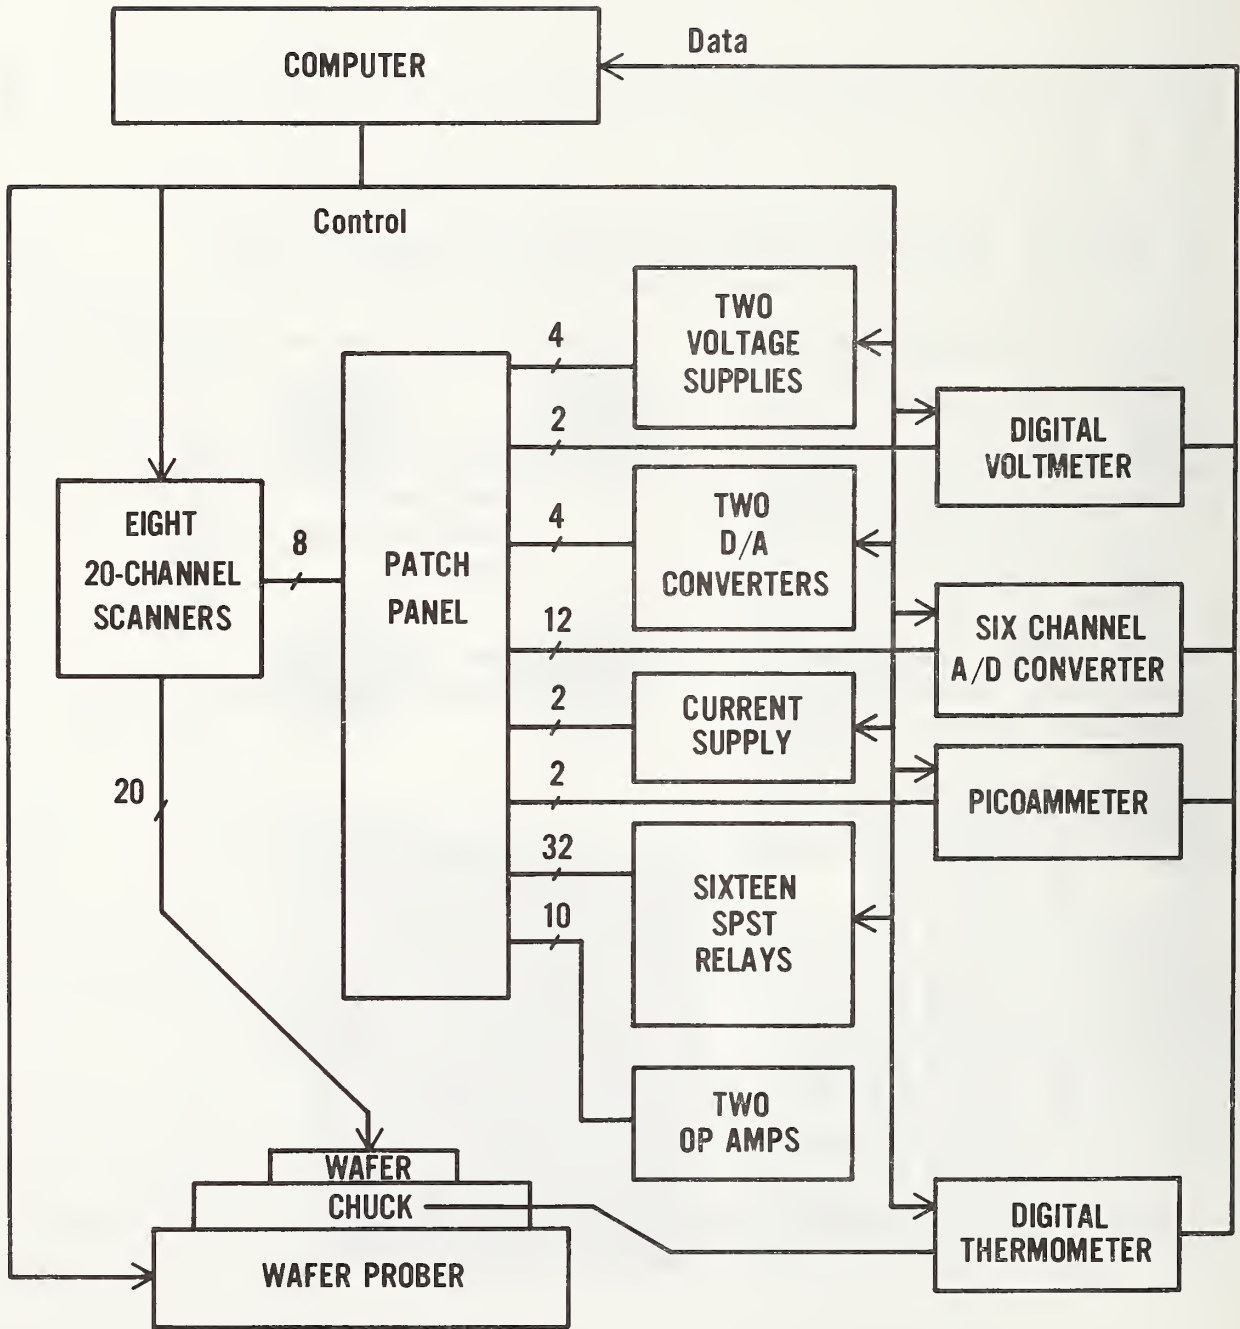 COMPUTER
Data
Control
4
TWO
VOLTAGE
SUPPLIES
2
DIGITAL
VOLTMETER
EIGHT
20-CHANNEL
SCANNERS
8
PATCH
PANEL
4
TWO
D/A
CONVERTERS
12
SIX CHANNEL
A/D CONVERTER
2
CURRENT
SUPPLY
2
PICOAMMETER
20
32
SIXTEEN
SPST
RELAYS
10
TWO
OP AMPS
WAFER
CHUCK
WAFER PROBER
DIGITAL
THERMOMETER